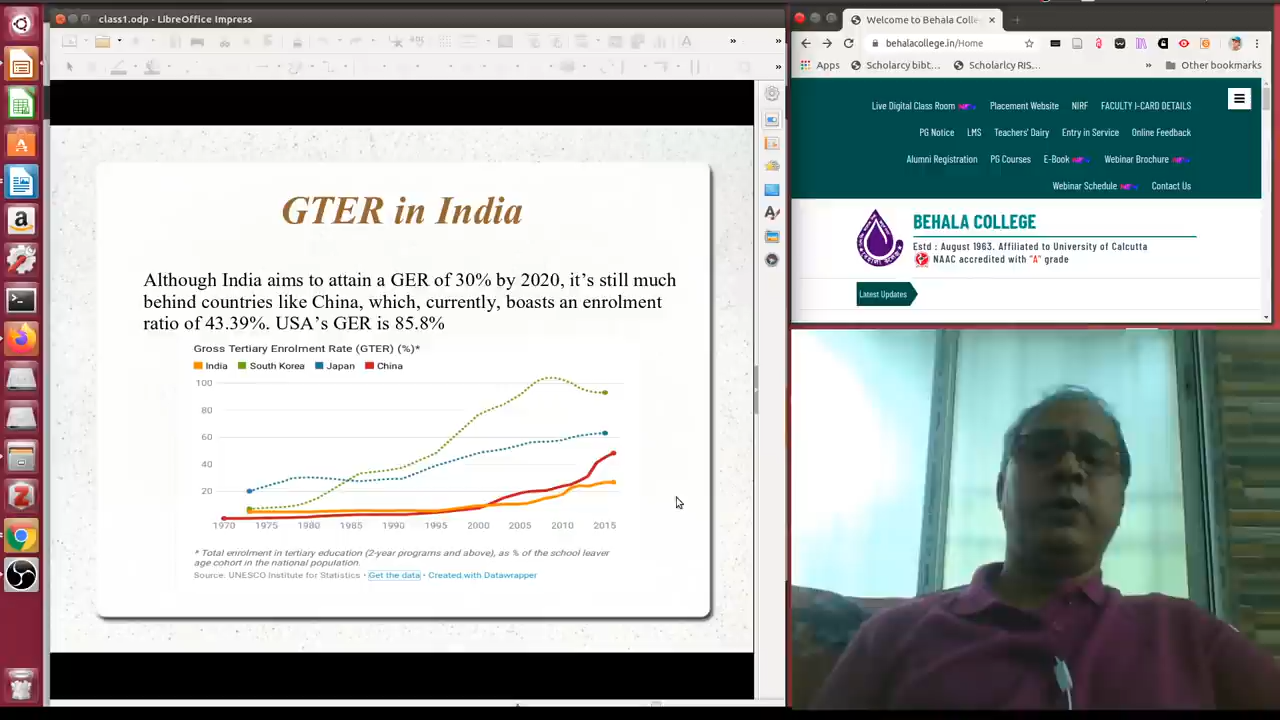 class1.odp - LibreOffice Impress
GTER in India
Although India aims to attain a GER of 30% by 2020, it’s still much
behind countries like China, which, currently, boasts an enrolment
ratio of 43.39%. USA’s GER is 85.8%
Gross Tertiary Enrolment Rate (GTER) (%)*
India South Korea Japan China
100
80
60
40
20
1970 1975 1980 1985 1990 1995 2000 2005 2010 2015
* Total enrolment in tertiary education (2-year programs and above), as % of the school leaver
age cohort in the national population.
Source: UNESCO Institute for Statistics · Get the data · Created with Datawrapper
Welcome to Behala Colle
behalacollege.in/Home
Apps Scholarcy bibt... Scholarlcy RIS... » Other bookmarks
Live Digital Class Room Placement Website NIRF FACULTY I-CARD DETAILS
PG Notice LMS Teachers' Dairy Entry in Service Online Feedback
Alumni Registration PG Courses E-Book Webinar Brochure
Webinar Schedule Contact Us
BEHALA COLLEGE
Estd : August 1963. Affiliated to University of Calcutta
NAAC accredited with "A" grade
Latest Updates